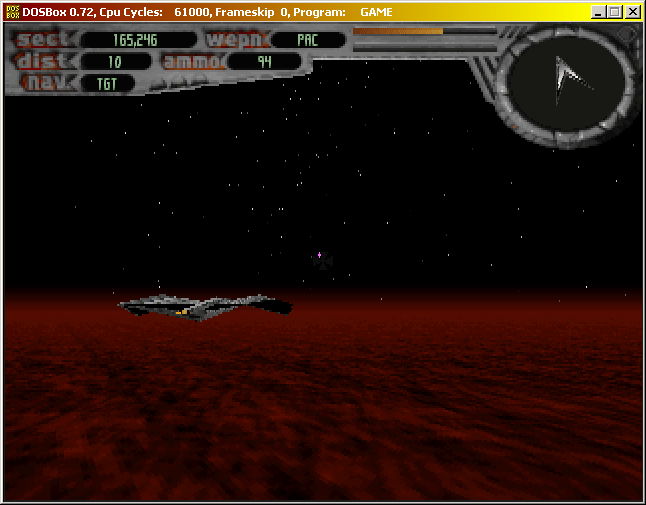 DOSBox 0.72, Cpu Cycles: 61000, Frameskip 0, Program: GAME
sect 165,246 wepn PAC
dist 10 ammo 94
nav TGT